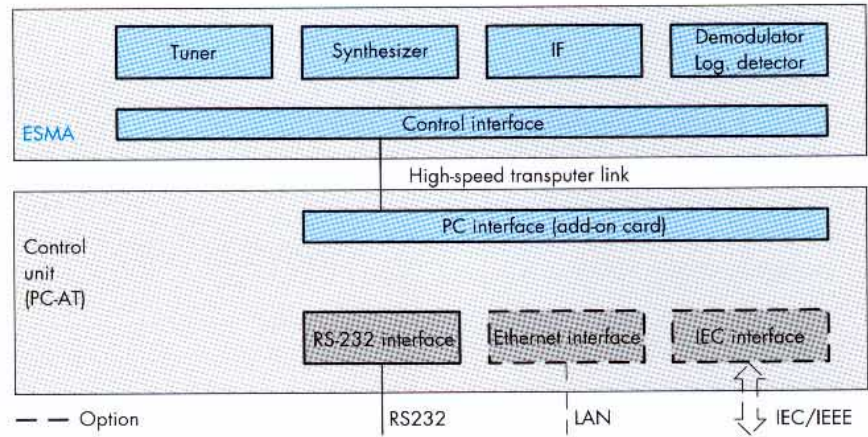 Tuner
Synthesizer
IF
Demodulator
Log. detector
ESMA
Control interface
High-speed transputer link
PC interface (add-on card)
Control
unit
(PC-AT)
RS-232 interface
Ethernet interface
IEC interface
Option
RS232
LAN
IEC/IEEE